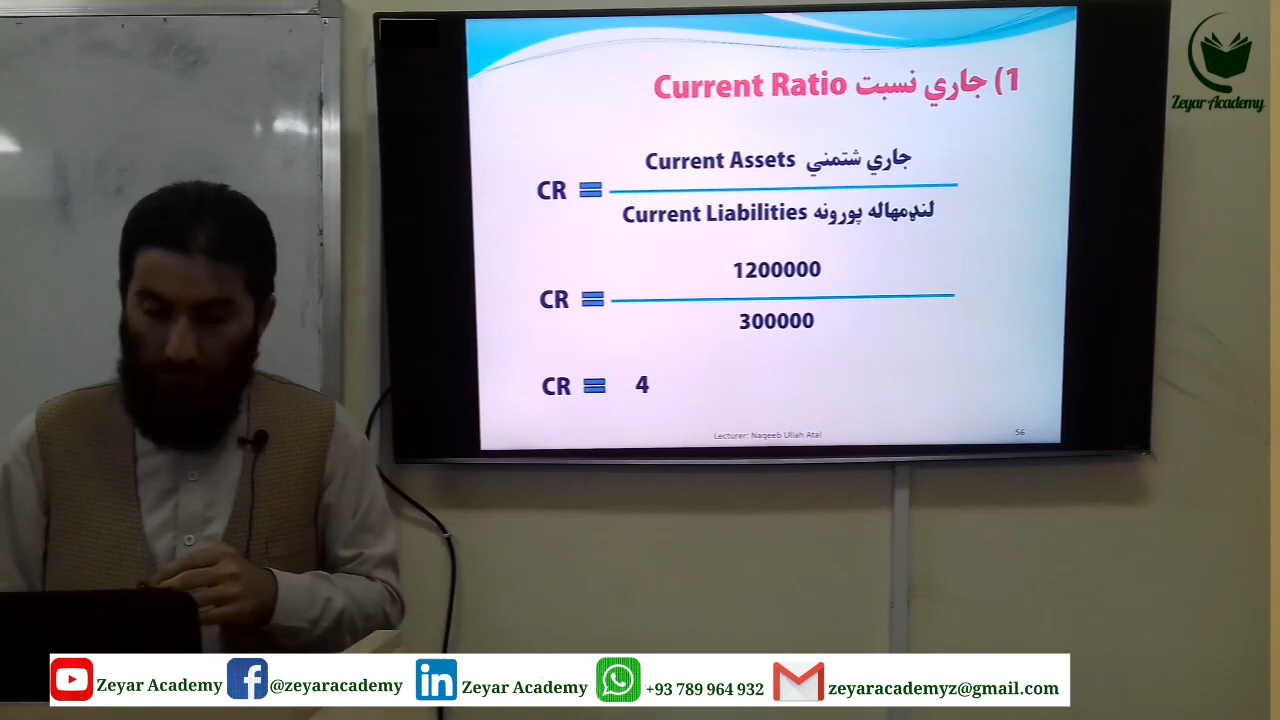 1) جاري نسبت Current Ratio
Current Assets جاري شتمني
CR =
Current Liabilities لنډمهاله پورونه
1200000
CR =
300000
CR = 4
Lecturer: Naqeeb Ullah Atal
56
Zeyar Academy
Zeyar Academy @zeyaracademy in Zeyar Academy +93 789 964 932 zeyaracademyz@gmail.com